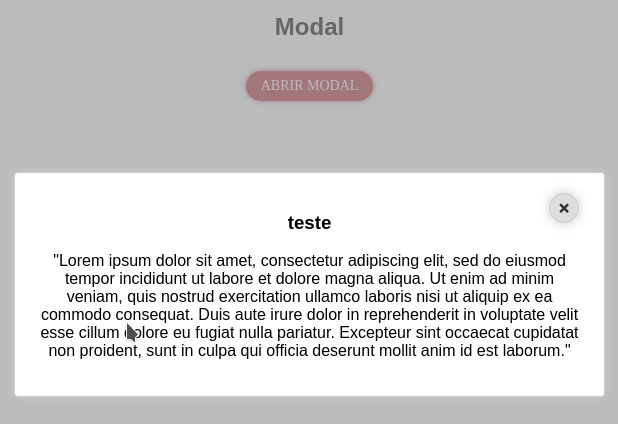 Modal
ABRIR MODAL
teste
"Lorem ipsum dolor sit amet, consectetur adipiscing elit, sed do eiusmod
tempor incididunt ut labore et dolore magna aliqua. Ut enim ad minim
veniam, quis nostrud exercitation ullamco laboris nisi ut aliquip ex ea
commodo consequat. Duis aute irure dolor in reprehenderit in voluptate velit
esse cillum dolore eu fugiat nulla pariatur. Excepteur sint occaecat cupidatat
non proident, sunt in culpa qui officia deserunt mollit anim id est laborum."